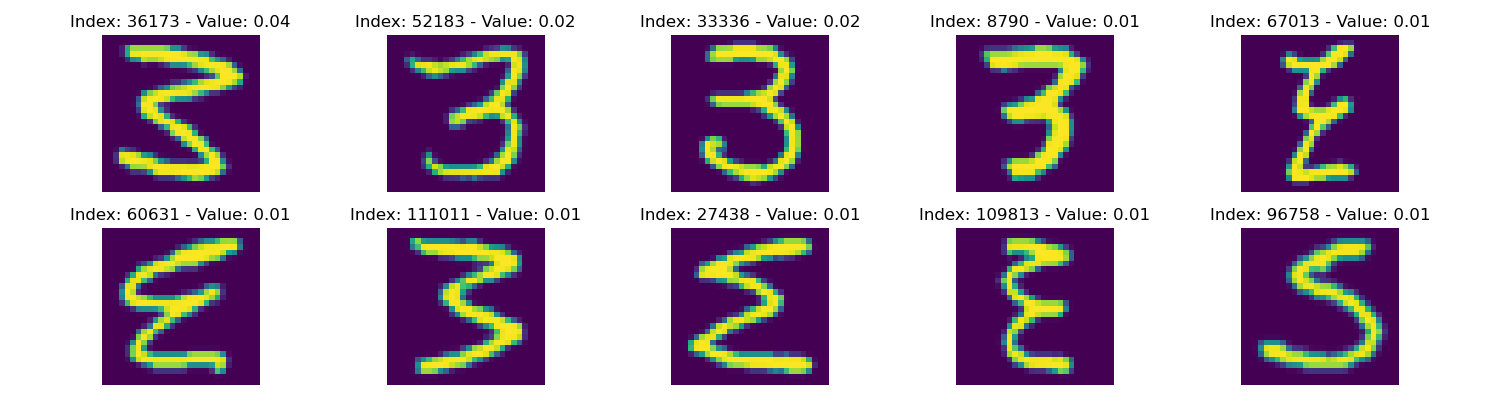 Index: 36173 - Value: 0.04 Index: 52183 - Value: 0.02 Index: 33336 - Value: 0.02 Index: 8790 - Value: 0.01 Index: 67013 - Value: 0.01
Index: 60631 - Value: 0.01 Index: 111011 - Value: 0.01 Index: 27438 - Value: 0.01 Index: 109813 - Value: 0.01 Index: 96758 - Value: 0.01